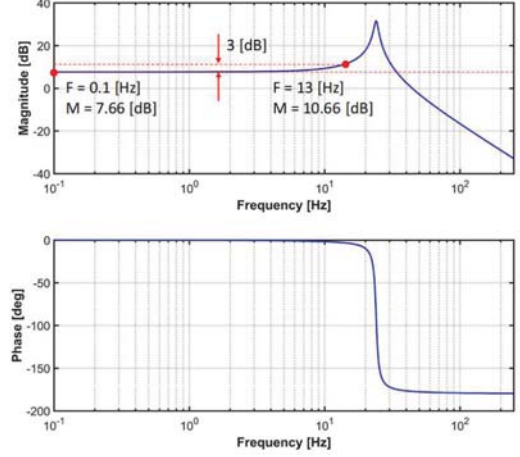 40
20
0
-20
-40
Magnitude [dB]
3 [dB]
F = 0.1 [Hz]
M = 7.66 [dB]
F = 13 [Hz]
M = 10.66 [dB]
10-1
100
101
102
Frequency [Hz]
0
-50
-100
-150
-200
Phase [deg]
10-1
100
101
102
Frequency [Hz]